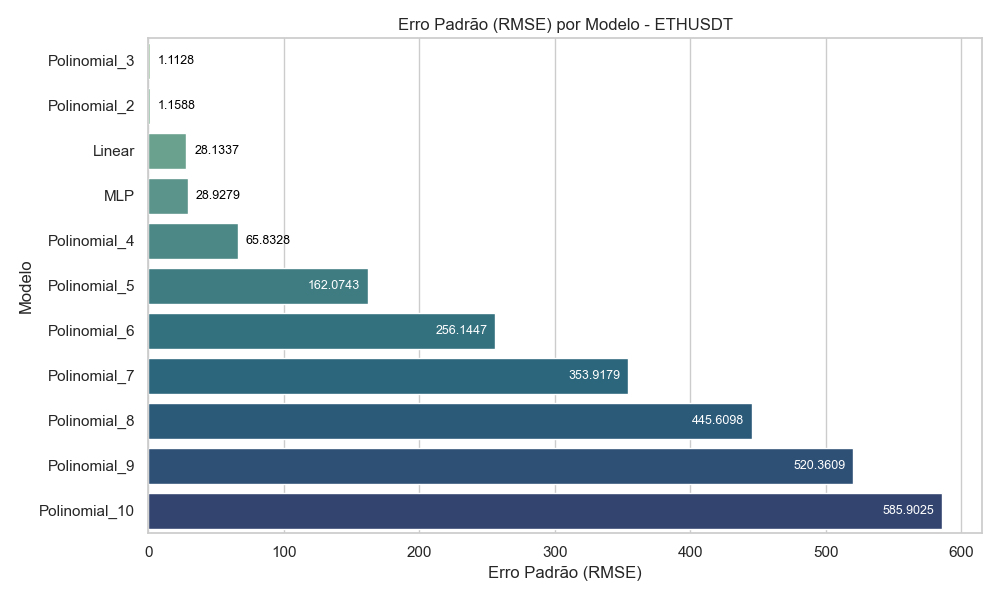 Erro Padrão (RMSE) por Modelo - ETHUSDT
Polinomial_3 1.1128
Polinomial_2 1.1588
Linear 28.1337
MLP 28.9279
Polinomial_4 65.8328
Polinomial_5 162.0743
Polinomial_6 256.1447
Polinomial_7 353.9179
Polinomial_8 445.6098
Polinomial_9 520.3609
Polinomial_10 585.9025
Modelo
0 100 200 300 400 500 600
Erro Padrão (RMSE)